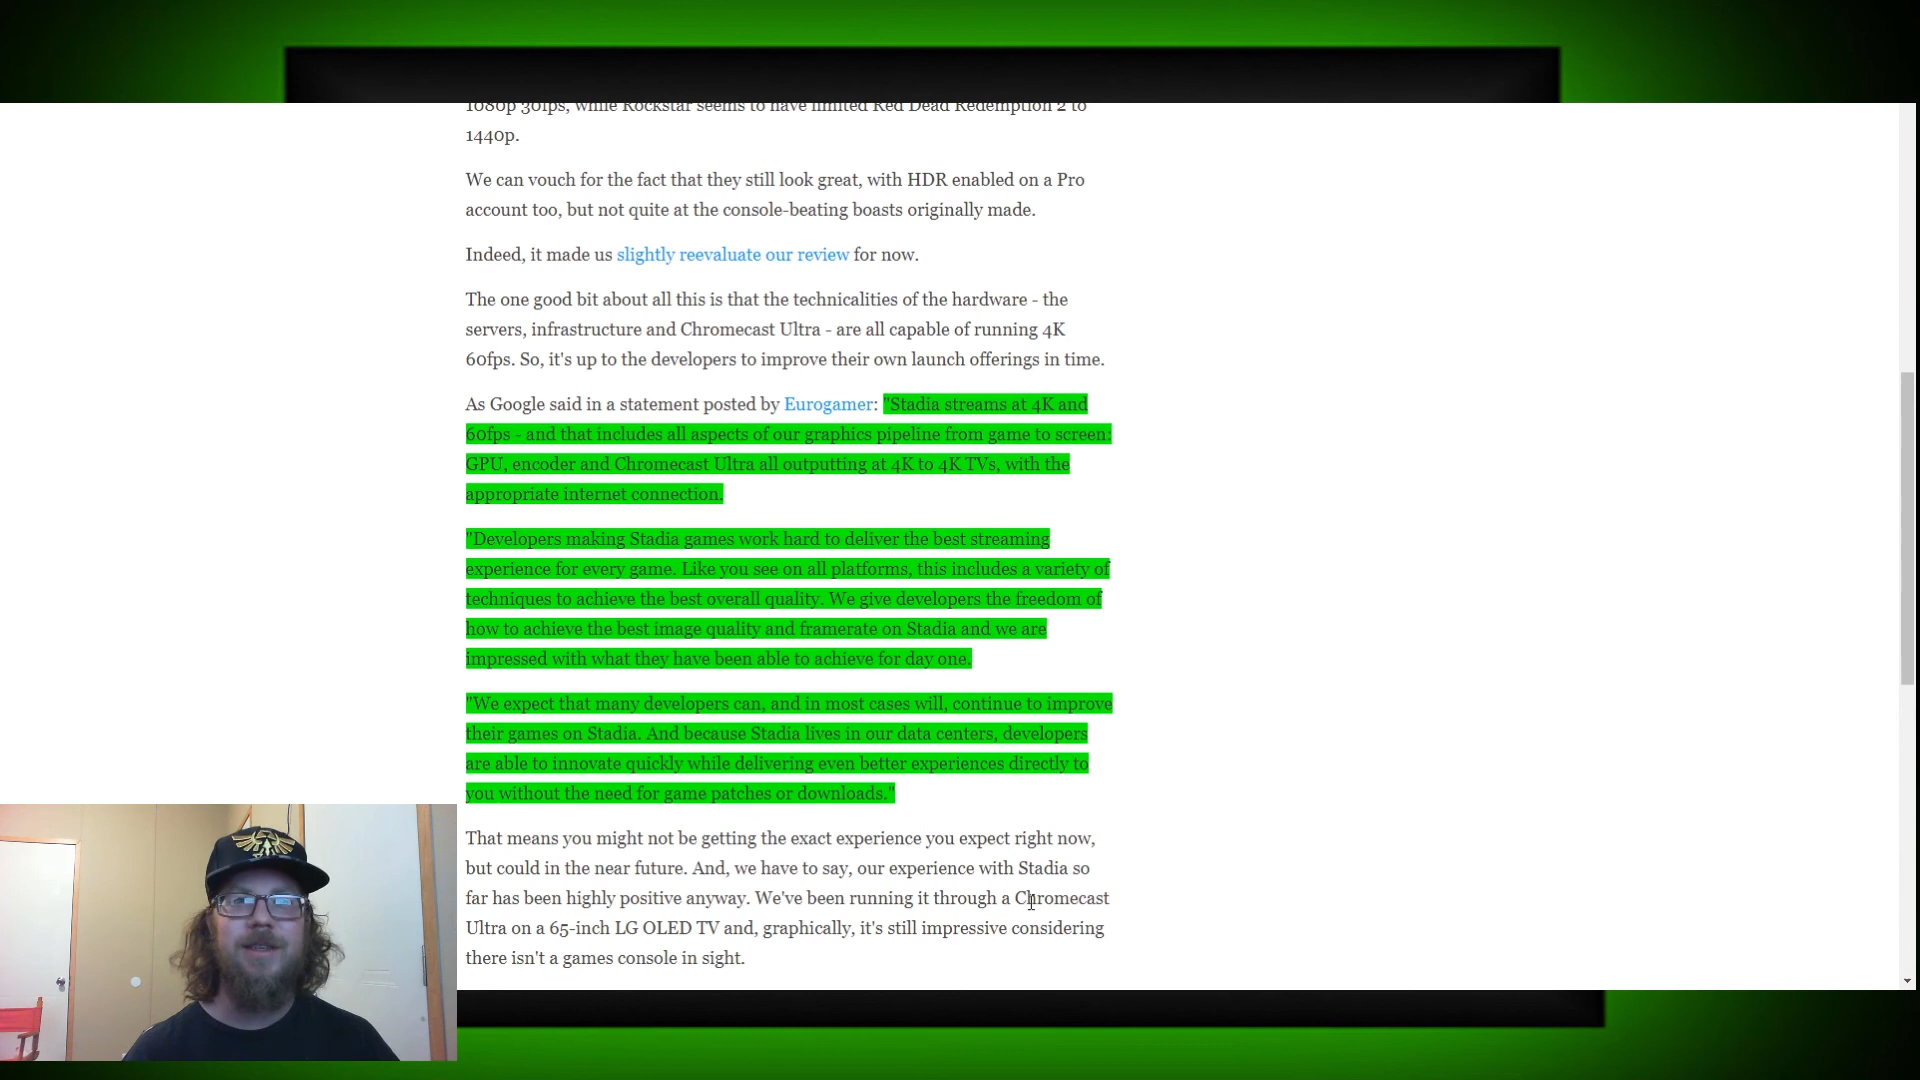 1080p 30fps, while Rockstar seems to have limited Red Dead Redemption 2 to
1440p.
We can vouch for the fact that they still look great, with HDR enabled on a Pro
account too, but not quite at the console-beating boasts originally made.
Indeed, it made us slightly reevaluate our review for now.
The one good bit about all this is that the technicalities of the hardware - the
servers, infrastructure and Chromecast Ultra - are all capable of running 4K
60fps. So, it's up to the developers to improve their own launch offerings in time.
As Google said in a statement posted by Eurogamer: "Stadia streams at 4K and
60fps - and that includes all aspects of our graphics pipeline from game to screen:
GPU, encoder and Chromecast Ultra all outputting at 4K to 4K TVs, with the
appropriate internet connection.
"Developers making Stadia games work hard to deliver the best streaming
experience for every game. Like you see on all platforms, this includes a variety of
techniques to achieve the best overall quality. We give developers the freedom of
how to achieve the best image quality and framerate on Stadia and we are
impressed with what they have been able to achieve for day one.
"We expect that many developers can, and in most cases will, continue to improve
their games on Stadia. And because Stadia lives in our data centers, developers
are able to innovate quickly while delivering even better experiences directly to
you without the need for game patches or downloads."
That means you might not be getting the exact experience you expect right now,
but could in the near future. And, we have to say, our experience with Stadia so
far has been highly positive anyway. We've been running it through a Chromecast
Ultra on a 65-inch LG OLED TV and, graphically, it's still impressive considering
there isn't a games console in sight.